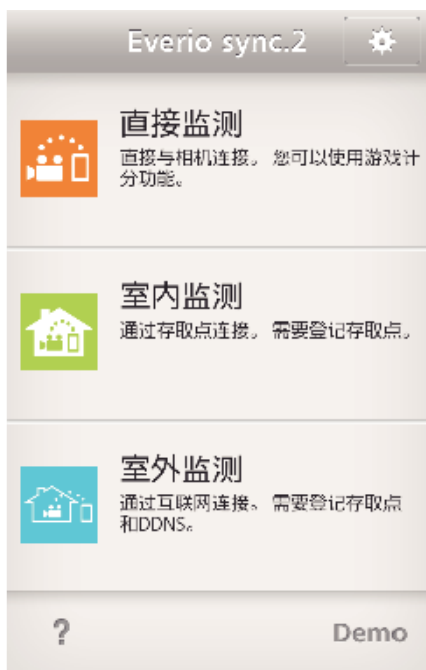 Everio sync.2
直接监测
直接与相机连接。 您可以使用游戏计
分功能。
室内监测
通过存取点连接。 需要登记存取点。
室外监测
通过互联网连接。 需要登记存取点
和DDNS。
? Demo